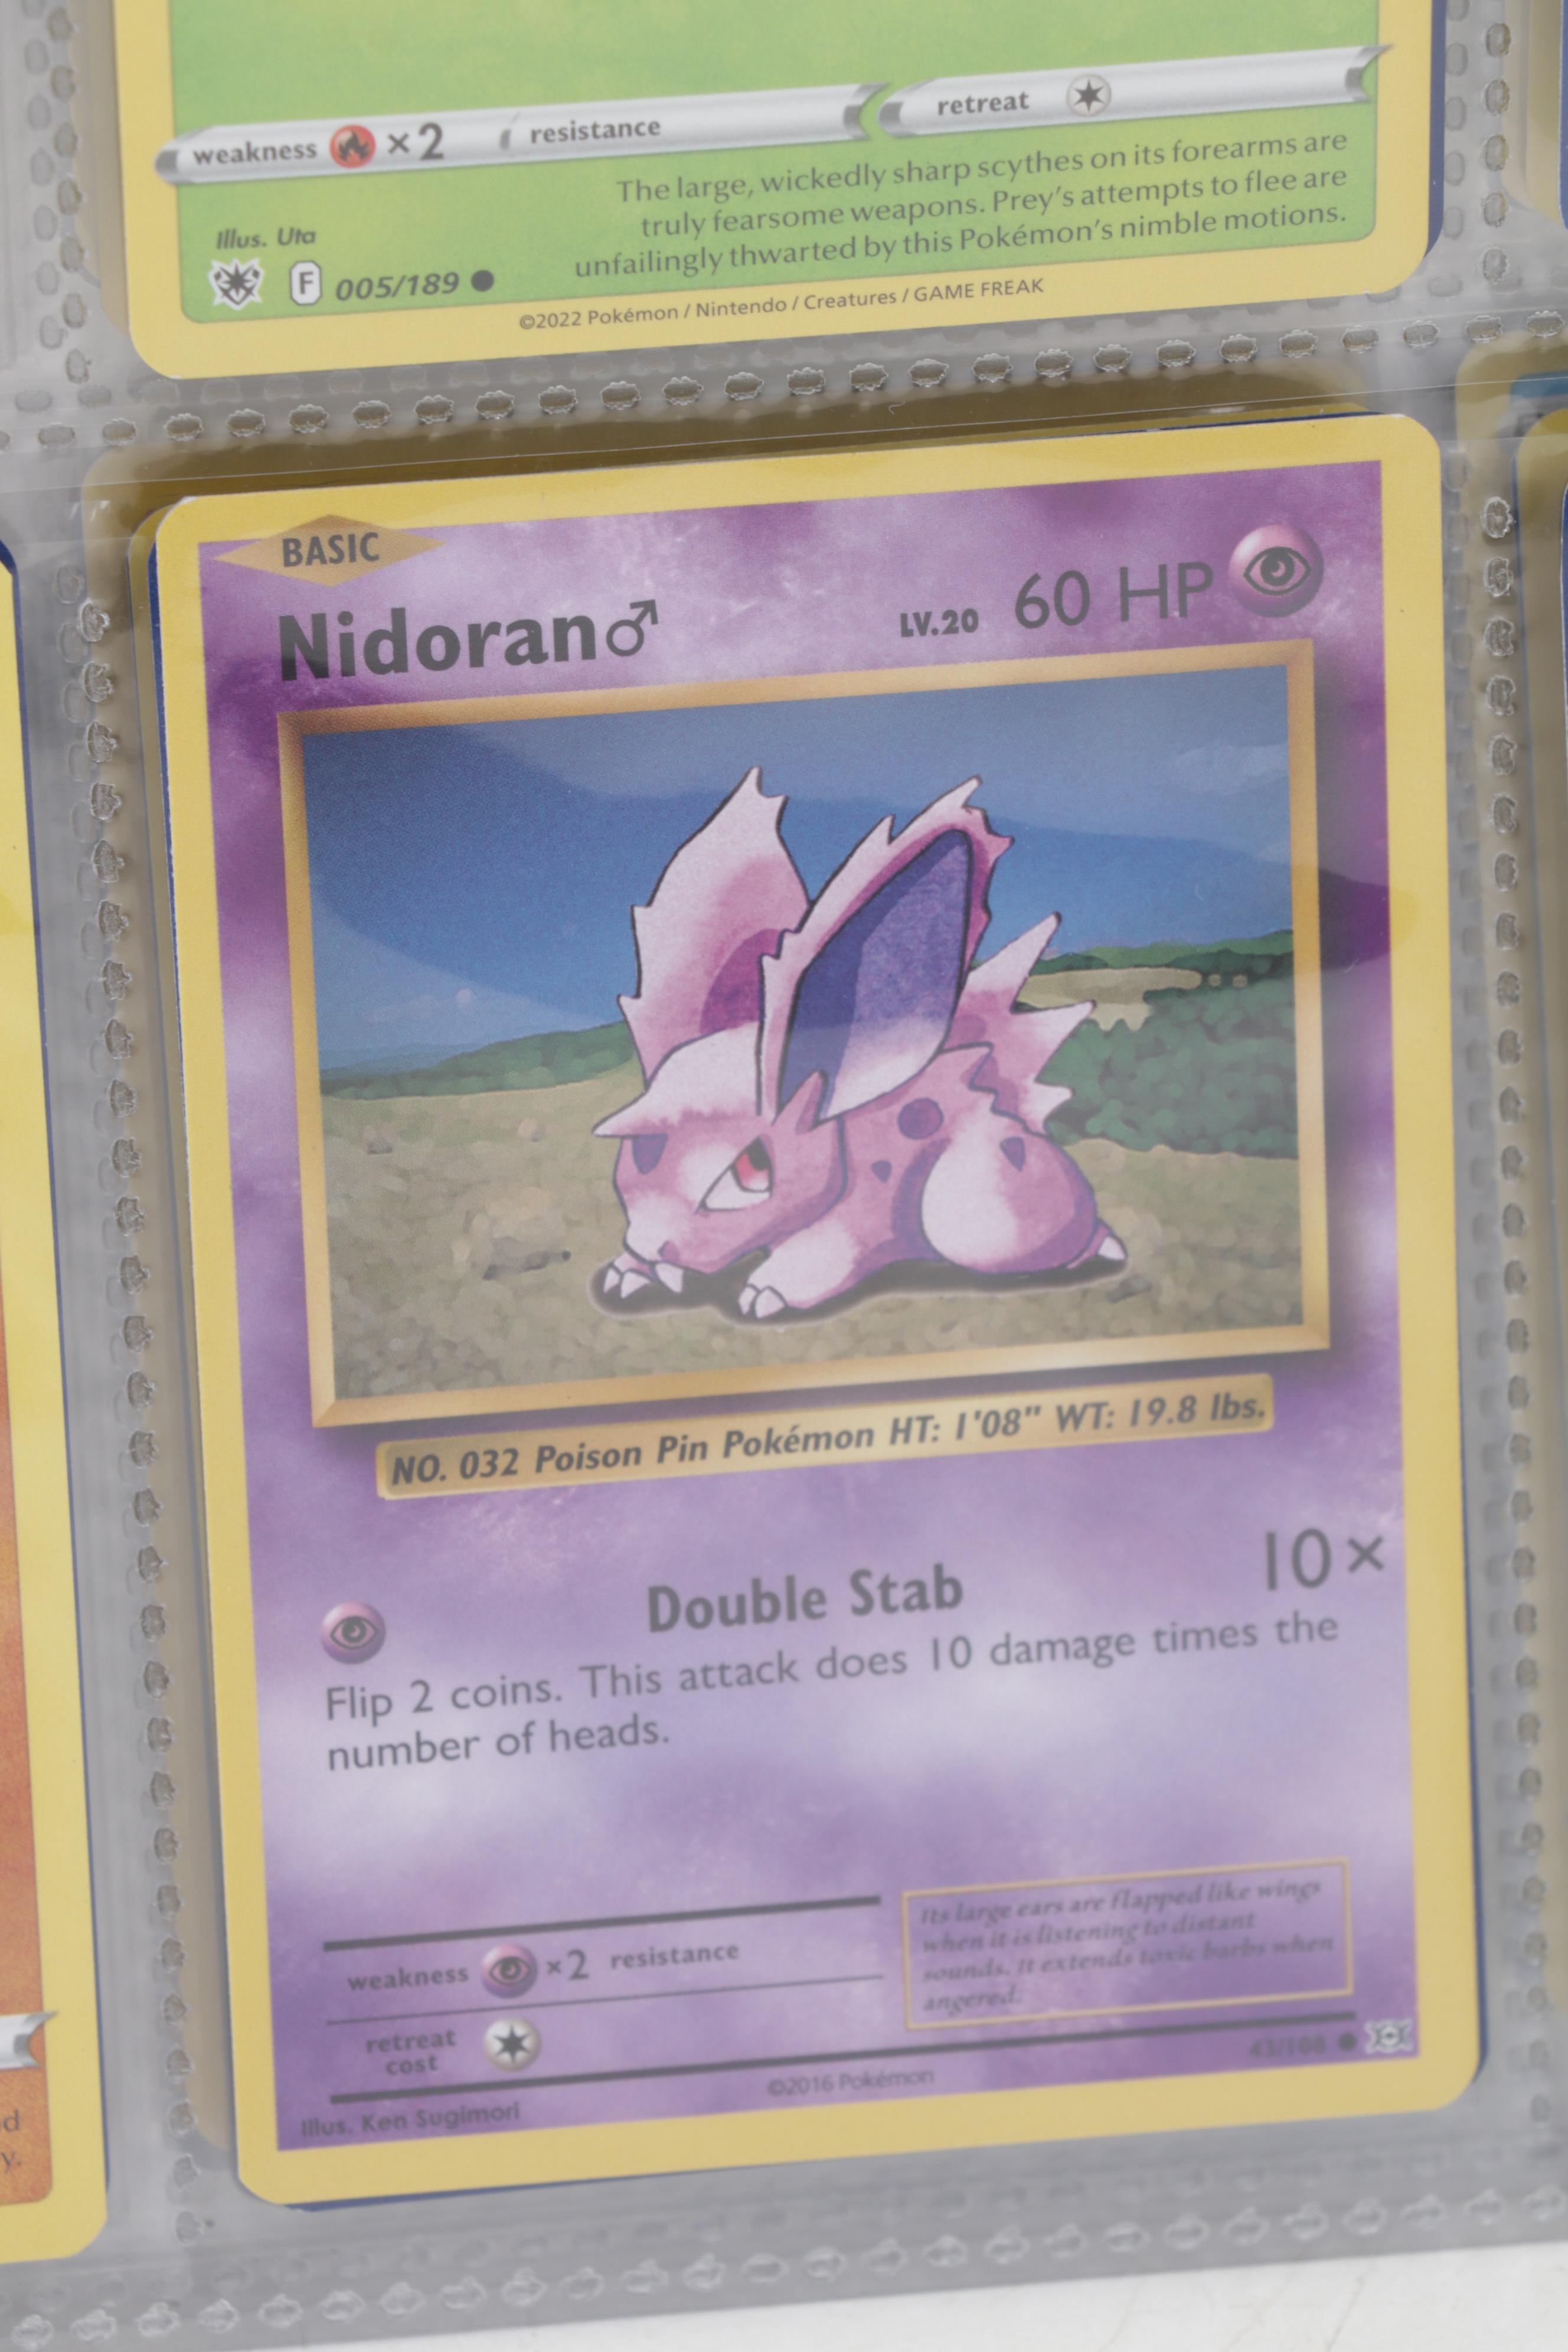 weakness ×2 resistance retreat
The large, wickedly sharp scythes on its forearms are
truly fearsome weapons. Prey's attempts to flee are
unfailingly thwarted by this Pokémon's nimble motions.
Illus. Uta
F 005/189
©2022 Pokémon / Nintendo / Creatures / GAME FREAK
BASIC
Nidoran♂ LV.20 60 HP
NO. 032 Poison Pin Pokémon HT: 1'08" WT: 19.8 lbs.
Double Stab 10×
Flip 2 coins. This attack does 10 damage times the
number of heads.
weakness ×2 resistance
retreat
cost
Its large ears are flapped like wings
when it is listening to distant
sounds. It extends toxic barbs when
angered.
43/108
©2016 Pokémon
Illus. Ken Sugimori
d
y.